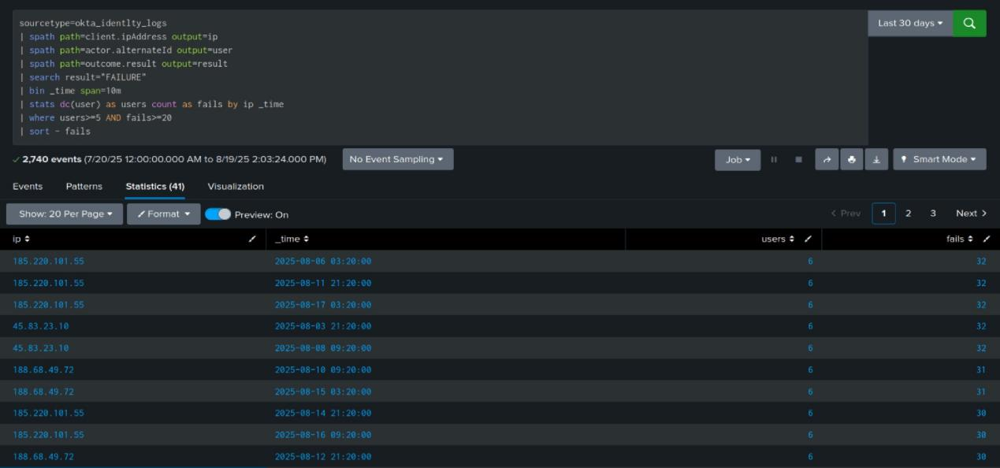 sourcetype=okta_identlty_logs
| spath path=client.ipAddress output=ip
| spath path=actor.alternateId output=user
| spath path=outcome.result output=result
| search result="FAILURE"
| bin _time span=10m
| stats dc(user) as users count as fails by ip _time
| where users>=5 AND fails>=20
| sort - fails
Last 30 days
2,740 events (7/20/25 12:00:00.000 AM to 8/19/25 2:03:24.000 PM) No Event Sampling Job Smart Mode
Events Patterns Statistics (41) Visualization
Show: 20 Per Page Format Preview: On < Prev 1 2 3 Next >
ip _time users fails
185.220.101.55 2025-08-06 03:20:00 6 32
185.220.101.55 2025-08-11 21:20:00 6 32
185.220.101.55 2025-08-17 03:20:00 6 32
45.83.23.10 2025-08-03 21:20:00 6 32
45.83.23.10 2025-08-08 09:20:00 6 32
188.68.49.72 2025-08-10 09:20:00 6 31
188.68.49.72 2025-08-15 03:20:00 6 31
185.220.101.55 2025-08-14 21:20:00 6 30
185.220.101.55 2025-08-16 09:20:00 6 30
188.68.49.72 2025-08-12 21:20:00 6 30